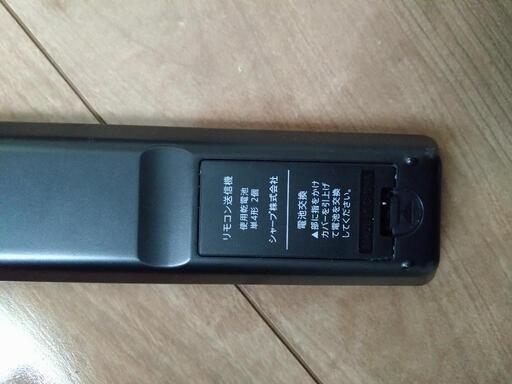 リモコン送信機
使用乾電池
単4形 2個
シャープ株式会社
電池交換
▲部に指をかけ
カバーを引上げ
て電池を交換
してください。